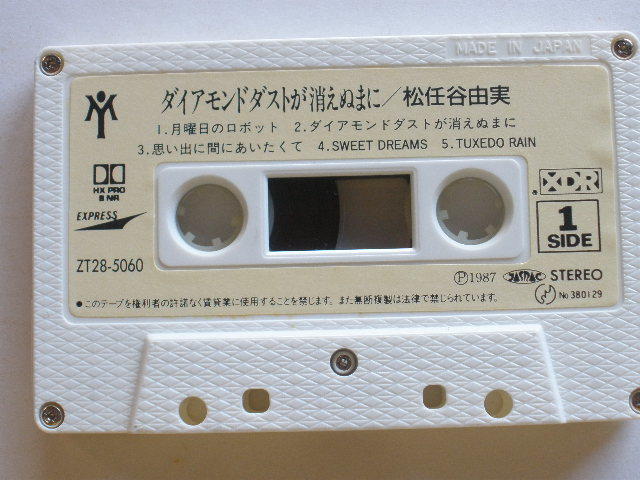 MADE IN JAPAN
ダイアモンドダストが消えぬまに/松任谷由実
1.月曜日のロボット 2.ダイアモンドダストが消えぬまに
3.思い出に間にあいたくて 4.SWEET DREAMS 5.TUXEDO RAIN
HX PRO
B NR
EXPRESS
XDR
1
SIDE
ZT28-5060
Ⓟ1987 JASRAC STEREO
No 380129
●このテープを権利者の許諾なく賃貸業に使用することを禁じます。また無断複製は法律で禁じられています。